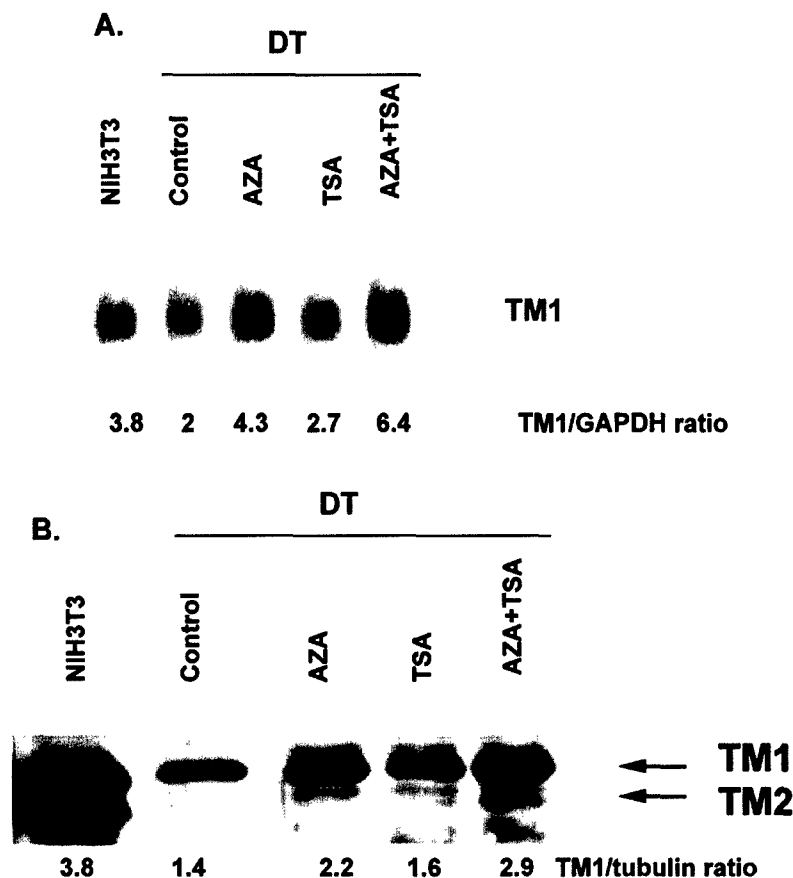 A.
DT
NIH3T3 Control AZA TSA AZA+TSA
TM1
3.8 2 4.3 2.7 6.4 TM1/GAPDH ratio
DT
B.
NIH3T3 Control AZA TSA AZA+TSA
TM1
TM2
3.8 1.4 2.2 1.6 2.9 TM1/tubulin ratio